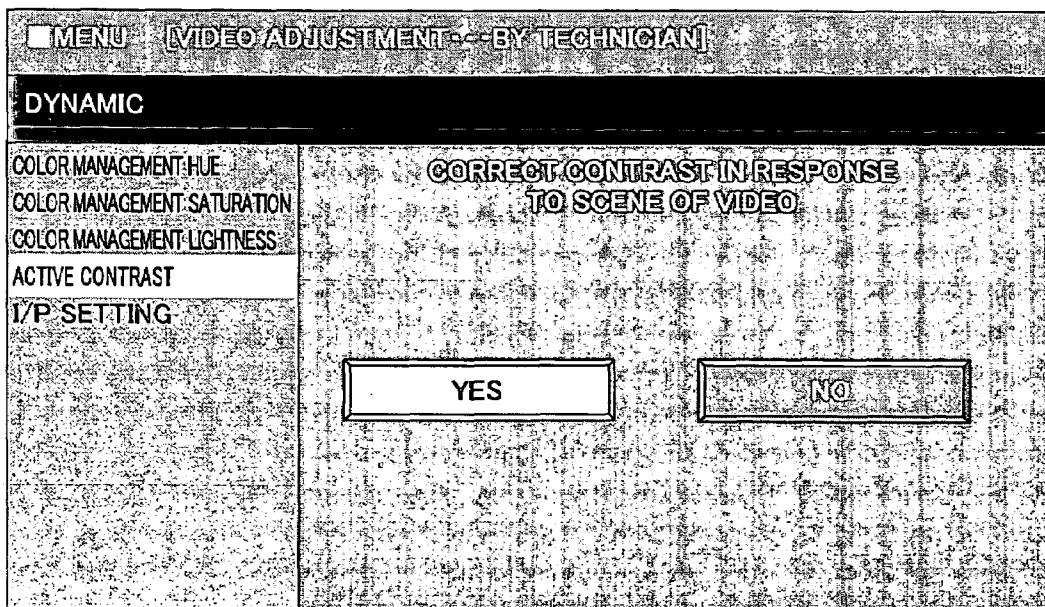 ■MENU [VIDEO ADJUSTMENT---BY TECHNICIAN]
DYNAMIC
COLOR MANAGEMENT-HUE
COLOR MANAGEMENT-SATURATION
COLOR MANAGEMENT-LIGHTNESS
ACTIVE CONTRAST
I/P SETTING
CORRECT CONTRAST IN RESPONSE
TO SCENE OF VIDEO
YES
NO